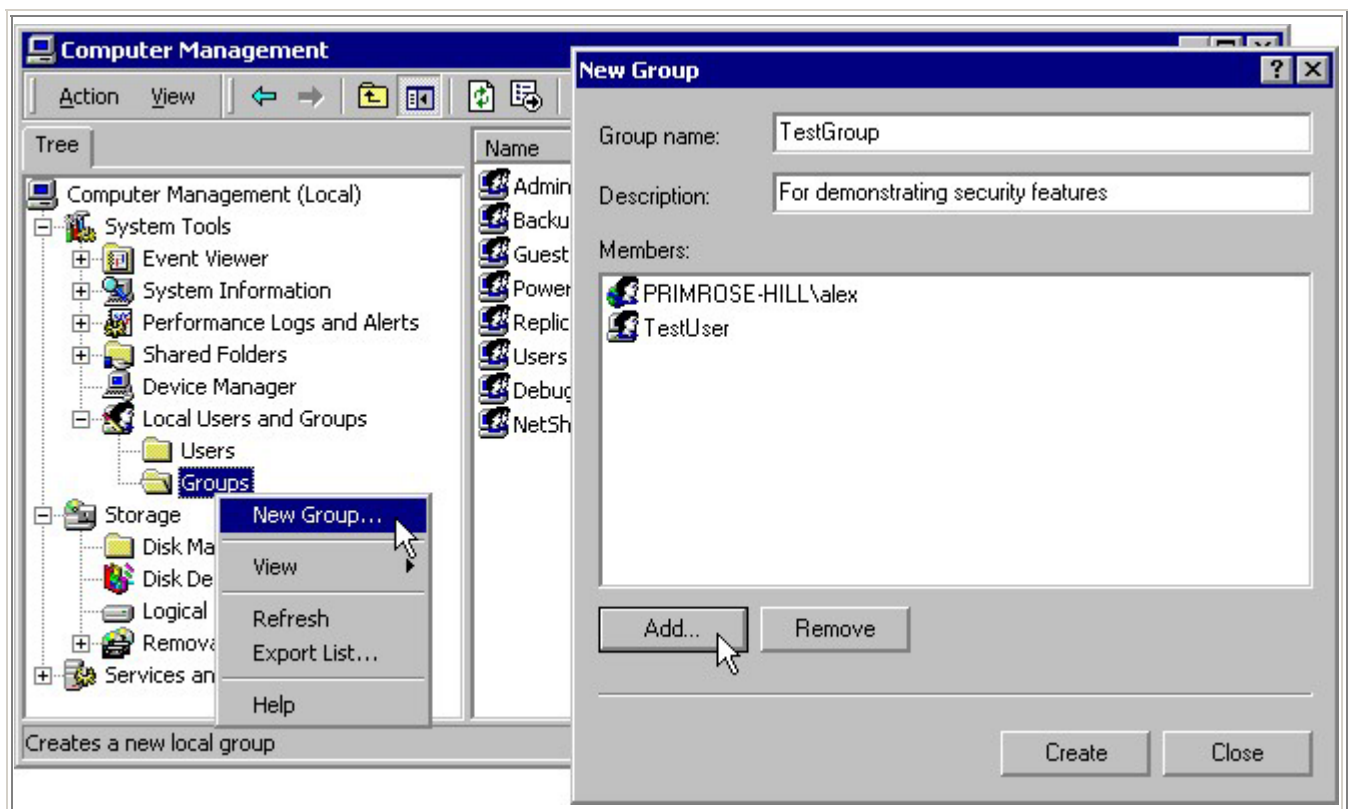 Computer Management
Action View
Tree
Computer Management (Local)
System Tools
Event Viewer
System Information
Performance Logs and Alerts
Shared Folders
Device Manager
Local Users and Groups
Users
Groups
Storage
Disk Ma
Disk De
Logical
Remova
Services an
New Group...
View
Refresh
Export List...
Help
Creates a new local group
Name
Admin
Backu
Guest
Power
Replic
Users
Debug
NetSh
New Group
Group name: TestGroup
Description: For demonstrating security features
Members:
PRIMROSE-HILL\alex
TestUser
Add... Remove
Create Close